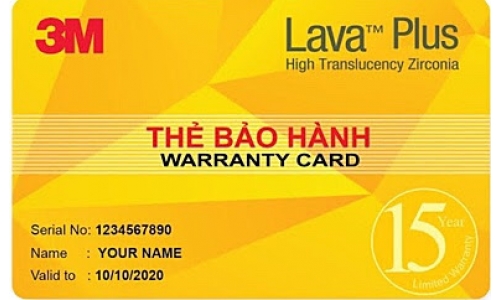 3M
Lava™ Plus
High Translucency Zirconia
THẺ BẢO HÀNH
WARRANTY CARD
Serial No: 1234567890
Name : YOUR NAME
Valid to : 10/10/2020
15 Year
Limited Warranty